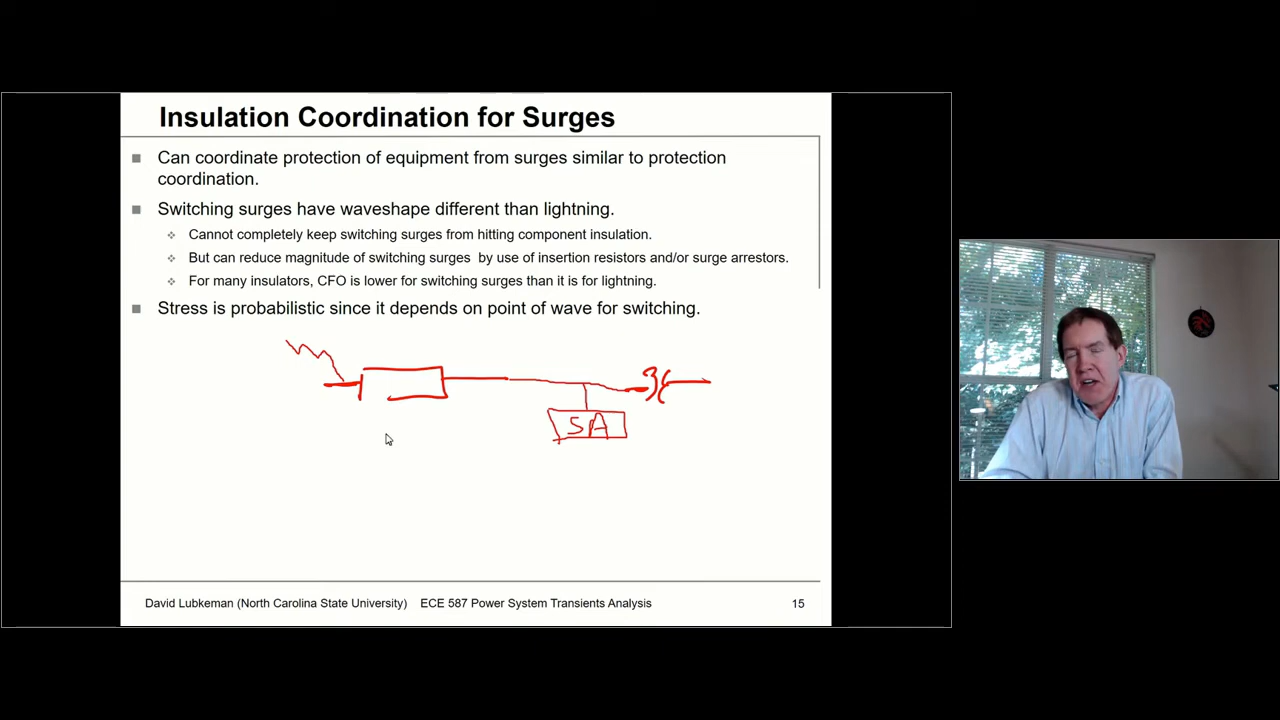 Insulation Coordination for Surges
Can coordinate protection of equipment from surges similar to protection
coordination.
Switching surges have waveshape different than lightning.
Cannot completely keep switching surges from hitting component insulation.
But can reduce magnitude of switching surges by use of insertion resistors and/or surge arrestors.
For many insulators, CFO is lower for switching surges than it is for lightning.
Stress is probabilistic since it depends on point of wave for switching.
SA
David Lubkeman (North Carolina State University) ECE 587 Power System Transients Analysis 15